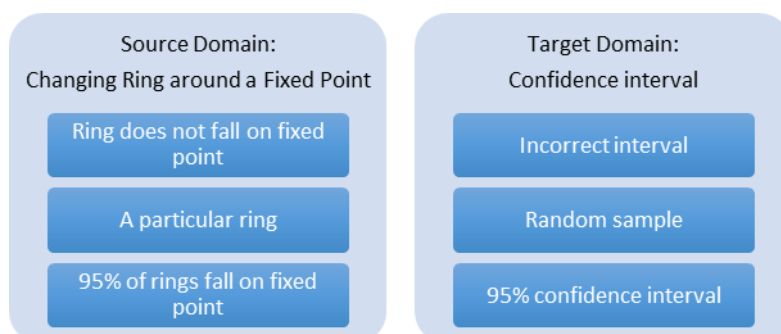 Source Domain:
Changing Ring around a Fixed Point
Ring does not fall on fixed
point
A particular ring
95% of rings fall on fixed
point
Target Domain:
Confidence interval
Incorrect interval
Random sample
95% confidence interval